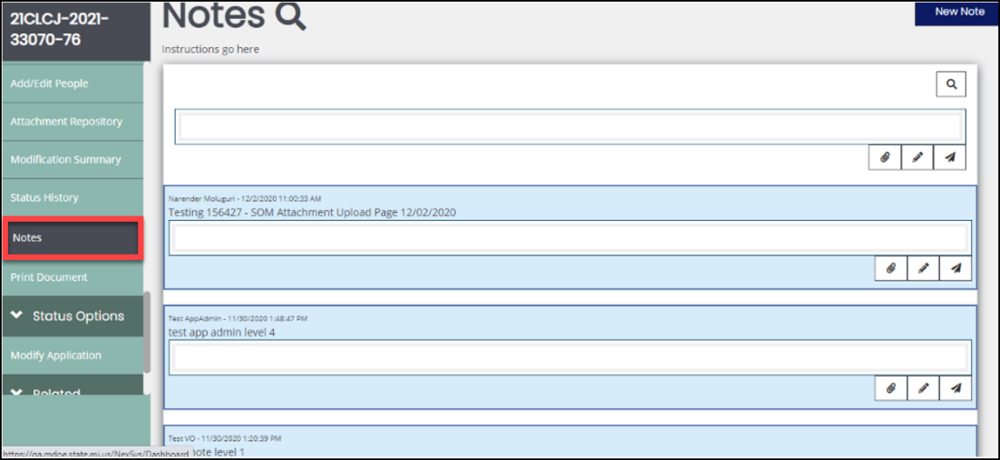 21CLCJ-2021-
33070-76
Notes
New Note
Instructions go here
Add/Edit People
Attachment Repository
Modification Summary
Status History
Notes
Print Document
Status Options
Modify Application
Related
Narender Moluguri - 12/2/2020 11:00:33 AM
Testing 156427 - SOM Attachment Upload Page 12/02/2020
Test AppAdmin - 11/30/2020 1:48:47 PM
test app admin level 4
Test VO - 11/30/2020 1:20:39 PM
note level 1
https://qa.mdoe.state.mi.us/NexSys/Dashboard